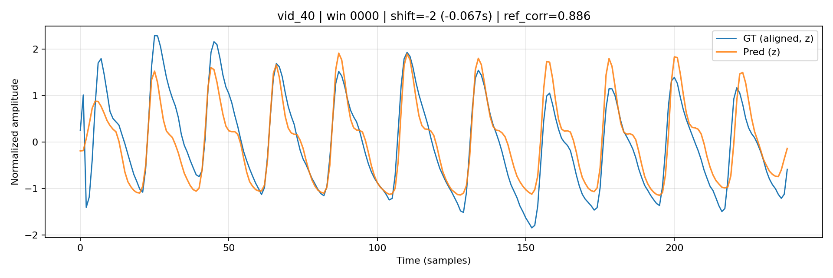 vid_40 | win 0000 | shift=-2 (-0.067s) | ref_corr=0.886
GT (aligned, z)
Pred (z)
Normalized amplitude
2
1
0
−1
−2
0
50
100
150
200
Time (samples)